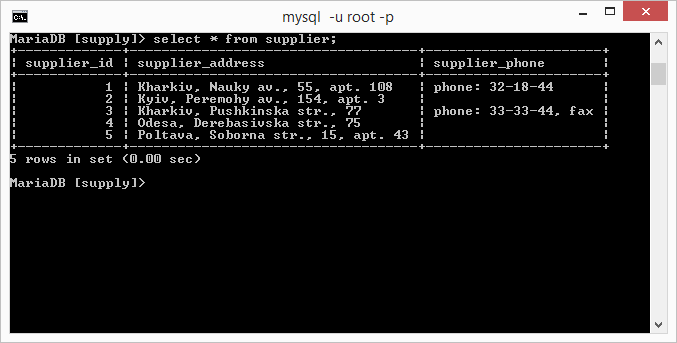 mysql -u root -p
MariaDB [supply]> select * from supplier;
+-------------+----------------------------------+---------------------+
| supplier_id | supplier_address                 | supplier_phone      |
+-------------+----------------------------------+---------------------+
|           1 | Kharkiv, Nauky av., 55, apt. 108 | phone: 32-18-44     |
|           2 | Kyiv, Peremohy av., 154, apt. 3  |                     |
|           3 | Kharkiv, Pushkinska str., 77     | phone: 33-33-44, fax |
|           4 | Odesa, Derebasivska str., 75     |                     |
|           5 | Poltava, Soborna str., 15, apt. 43 |                     |
+-------------+----------------------------------+---------------------+
5 rows in set (0.00 sec)
MariaDB [supply]>